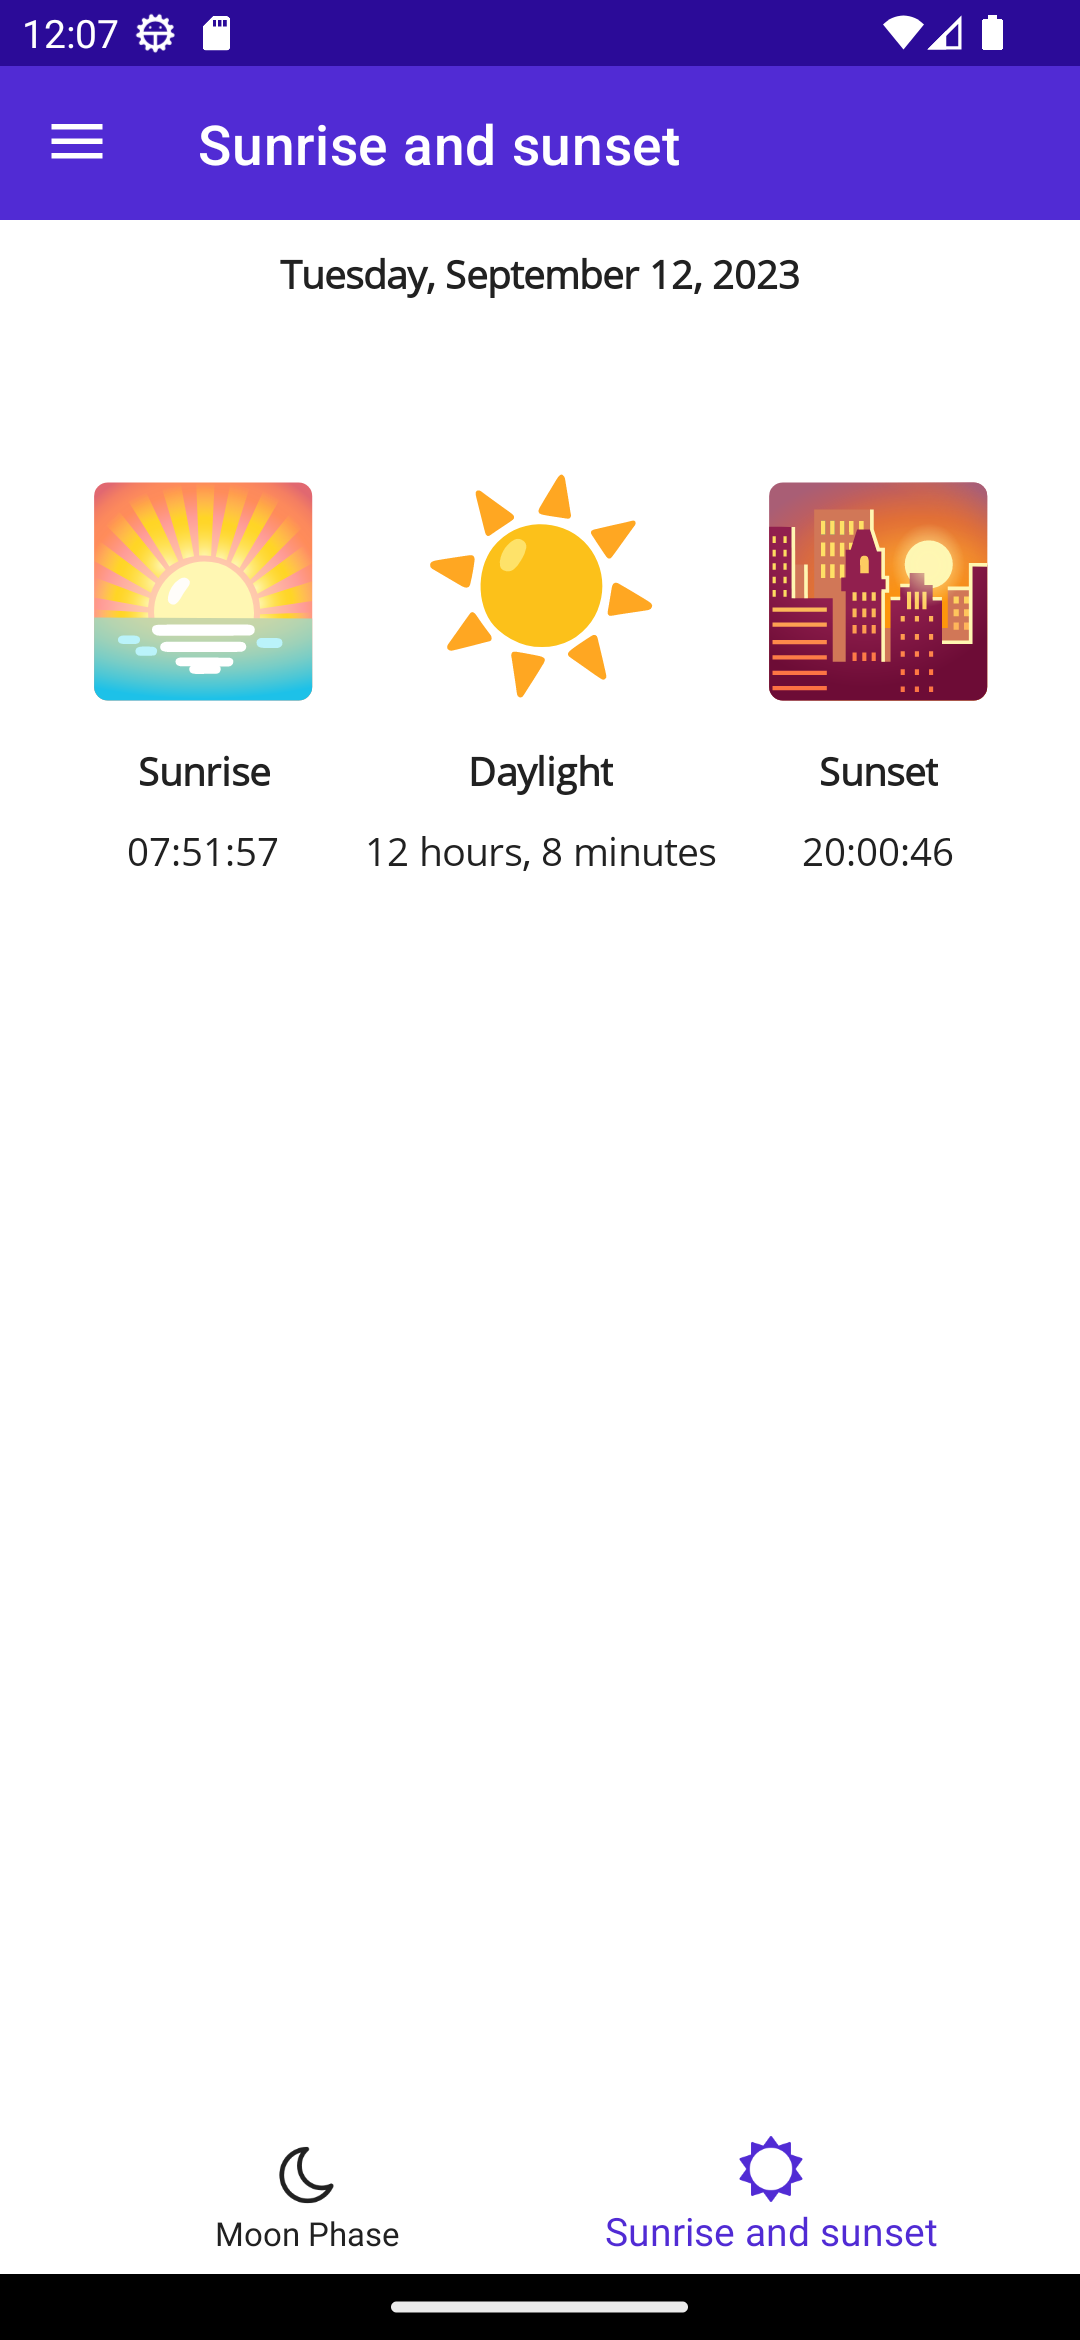 12:07
Sunrise and sunset
Tuesday, September 12, 2023
Sunrise
Daylight
Sunset
07:51:57
12 hours, 8 minutes
20:00:46
Moon Phase
Sunrise and sunset